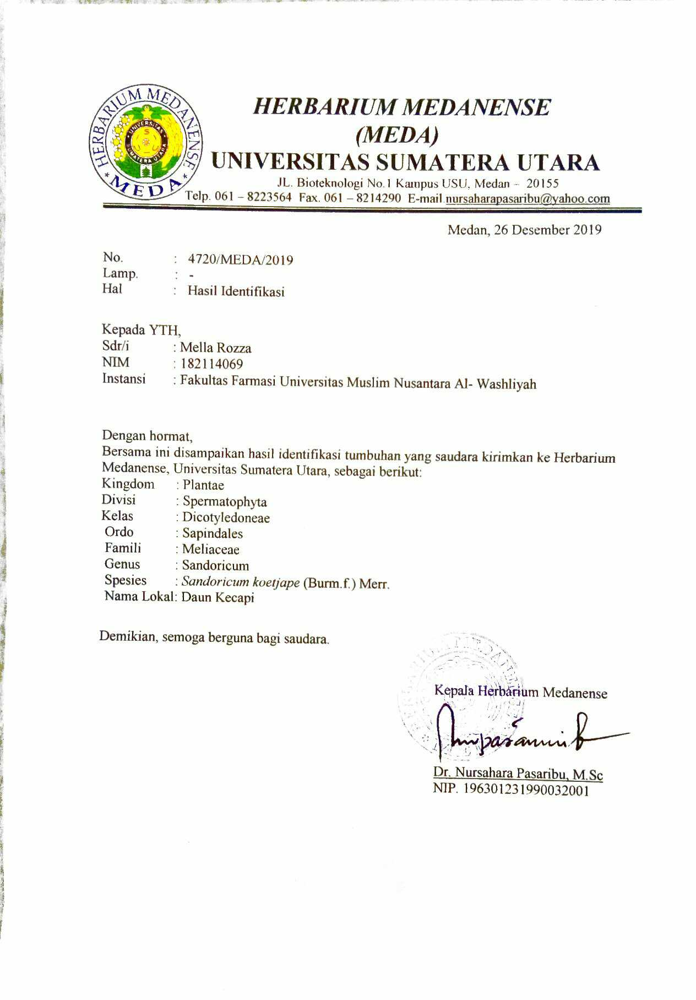 HERBARIUM MEDANENSE
MEDA
UNIVERSITAS
SUMATERA UTARA
HERBARIUM MEDANENSE
(MEDA)
UNIVERSITAS SUMATERA UTARA
JL. Bioteknologi No.1 Kampus USU, Medan – 20155
Telp. 061 – 8223564 Fax. 061 – 8214290 E-mail.nursaharapasaribu@yahoo.com
Medan, 26 Desember 2019
No. : 4720/MEDA/2019
Lamp. : -
Hal : Hasil Identifikasi
Kepada YTH,
Sdr/i : Mella Rozza
NIM : 182114069
Instansi : Fakultas Farmasi Universitas Muslim Nusantara Al- Washliyah
Dengan hormat,
Bersama ini disampaikan hasil identifikasi tumbuhan yang saudara kirimkan ke Herbarium
Medanense, Universitas Sumatera Utara, sebagai berikut:
Kingdom : Plantae
Divisi : Spermatophyta
Kelas : Dicotyledoneae
Ordo : Sapindales
Famili : Meliaceae
Genus : Sandoricum
Spesies : Sandoricum koetjape (Burm.f.) Merr.
Nama Lokal: Daun Kecapi
Demikian, semoga berguna bagi saudara.
Kepala Herbarium Medanense
Dr. Nursahara Pasaribu, M.Sc
NIP. 196301231990032001